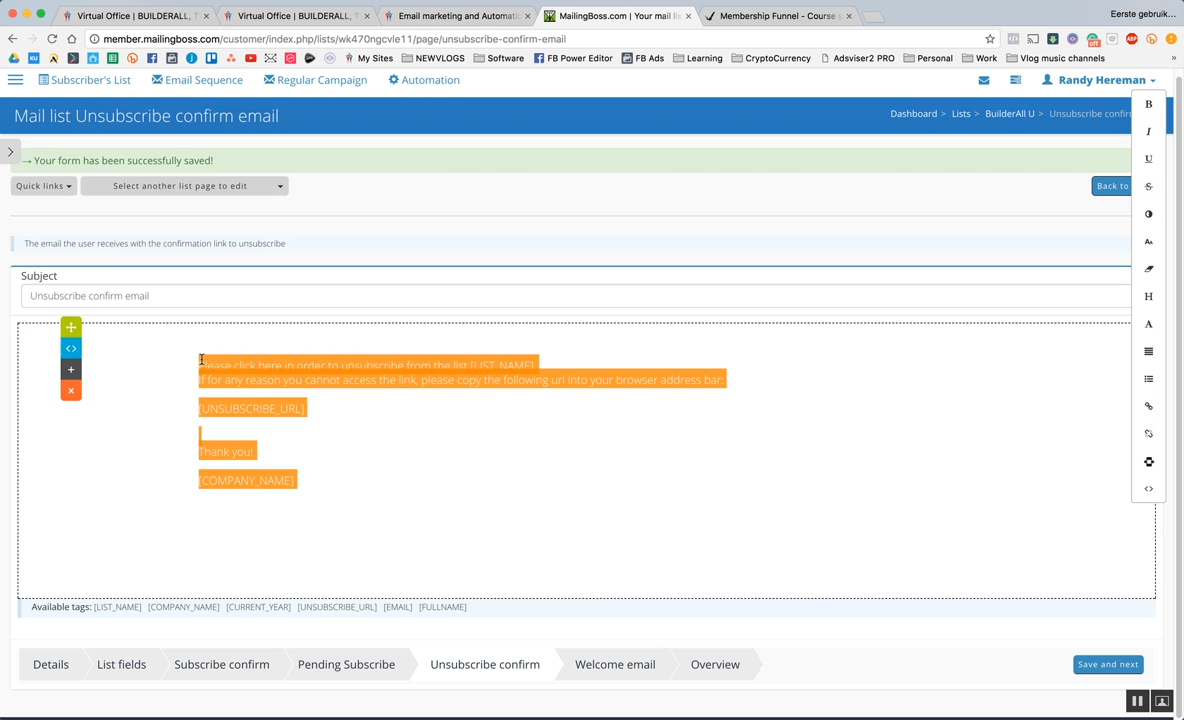 Virtual Office | BUILDERALL, T
Virtual Office | BUILDERALL, T
Email marketing and Automatic
MailingBoss.com | Your mail lis
Membership Funnel - Course s
Eerste gebruik...
member.mailingboss.com/customer/index.php/lists/wk470ngcvle11/page/unsubscribe-confirm-email
My Sites
NEWVLOGS
Software
FB Power Editor
FB Ads
Learning
CryptoCurrency
Adsviser2 PRO
Personal
Work
Vlog music channels
Subscriber's List
Email Sequence
Regular Campaign
Automation
Randy Hereman
Mail list Unsubscribe confirm email
Dashboard > Lists > BuilderAll U > Unsubscribe confirm
→ Your form has been successfully saved!
Quick links
Select another list page to edit
Back to
The email the user receives with the confirmation link to unsubscribe
Subject
Unsubscribe confirm email
Please click here in order to unsubscribe from the list [LIST_NAME].
If for any reason you cannot access the link, please copy the following url into your browser address bar:
[UNSUBSCRIBE_URL]
Thank you!
[COMPANY_NAME]
Available tags: [LIST_NAME] [COMPANY_NAME] [CURRENT_YEAR] [UNSUBSCRIBE_URL] [EMAIL] [FULLNAME]
Details
List fields
Subscribe confirm
Pending Subscribe
Unsubscribe confirm
Welcome email
Overview
Save and next